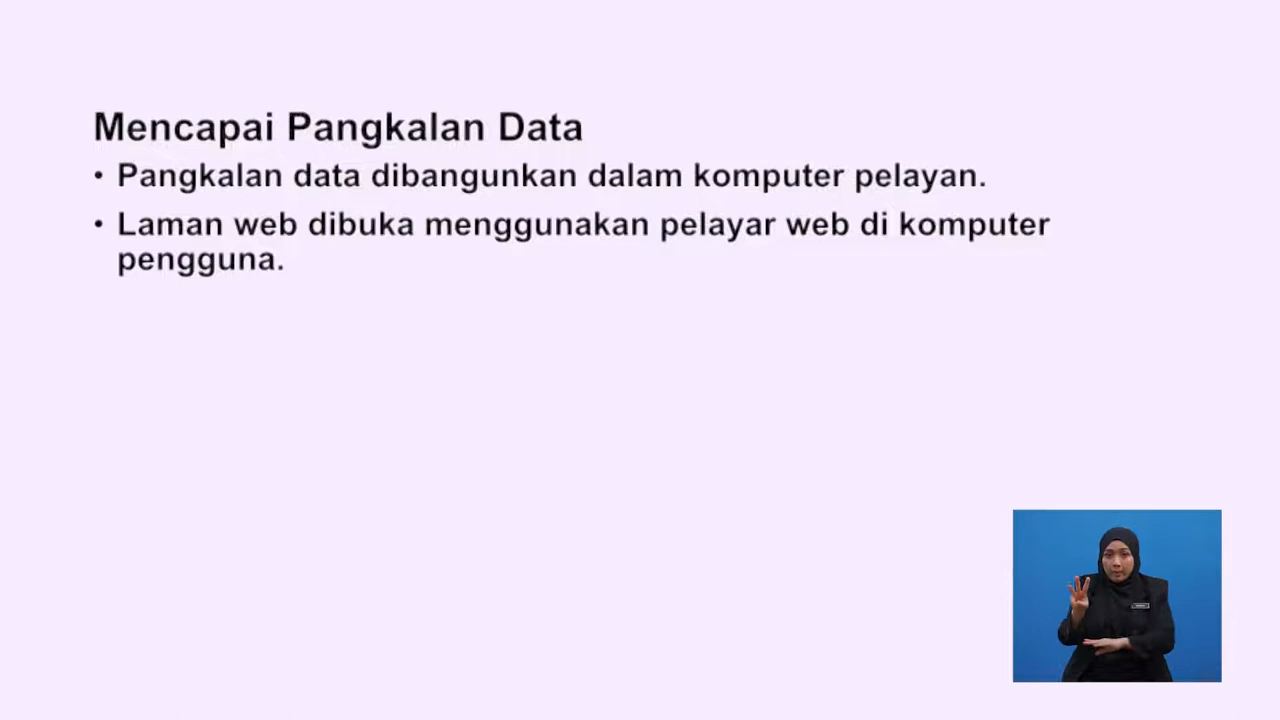 Mencapai Pangkalan Data
• Pangkalan data dibangunkan dalam komputer pelayan.
• Laman web dibuka menggunakan pelayar web di komputer
pengguna.